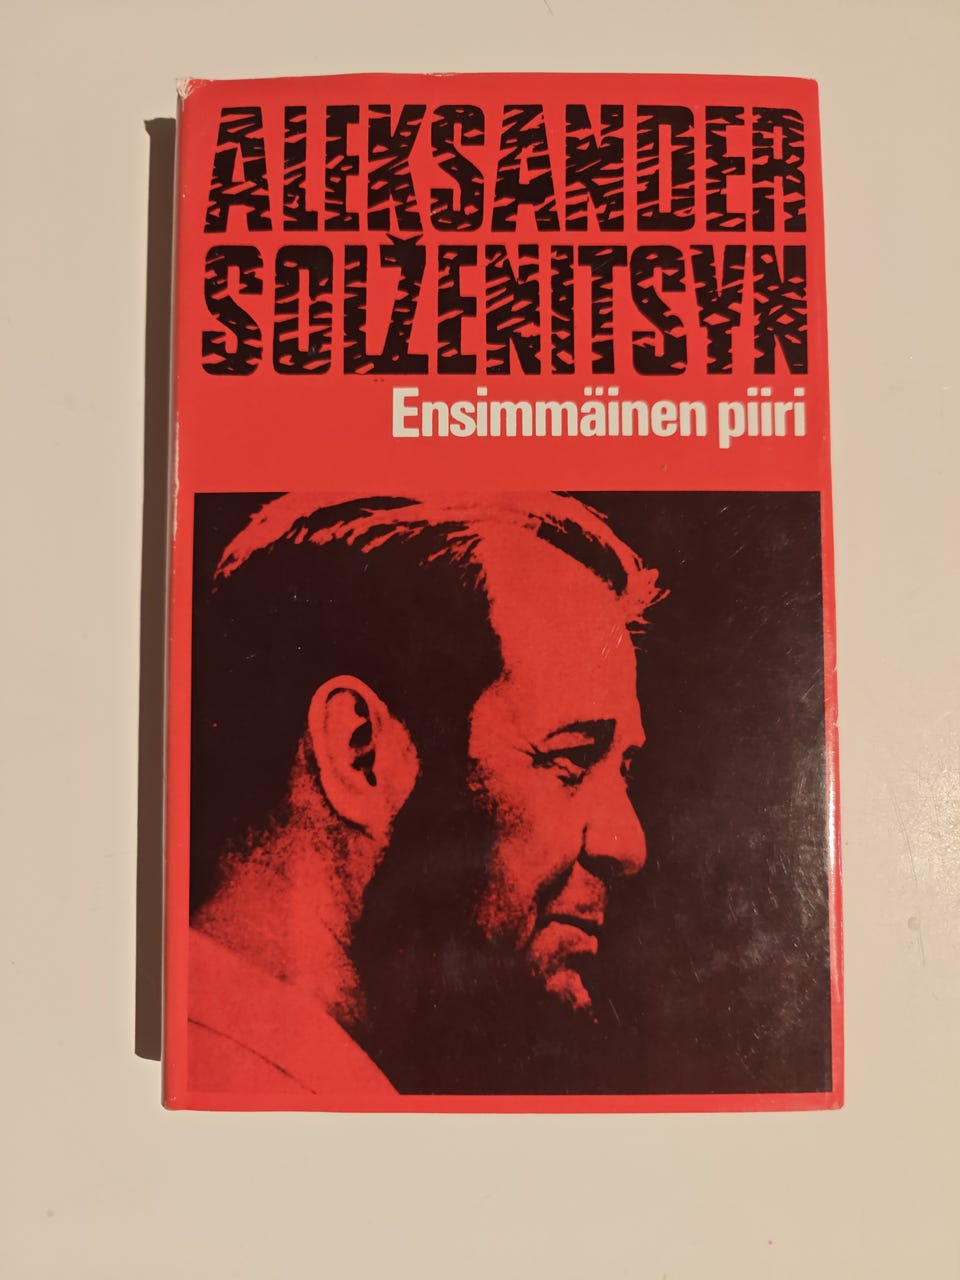 ALEKSANDER
SOLŽENITSYN
Ensimmäinen piiri